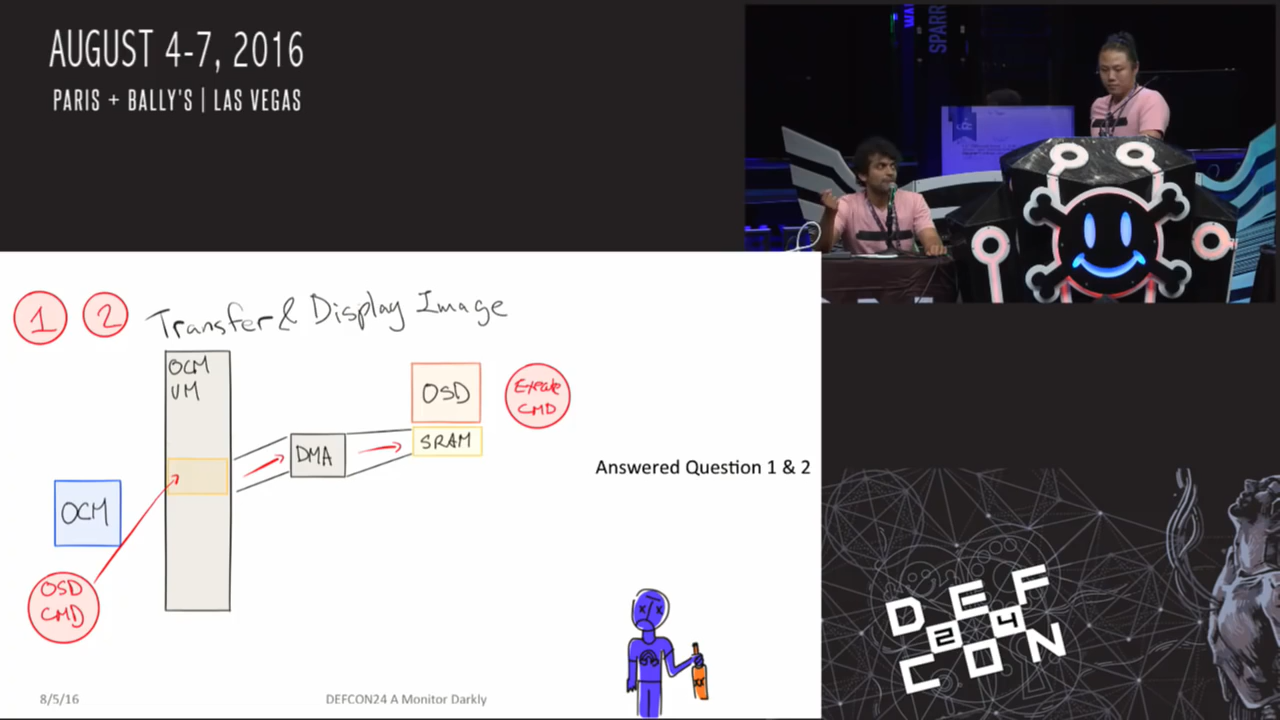 AUGUST 4-7, 2016
PARIS + BALLY'S | LAS VEGAS
SPARR
1 2 Transfer & Display Image
OCM
VM
OSD
Execute
CMD
SRAM
DMA
Answered Question 1 & 2
OCM
OSD
CMD
8/5/16
DEFCON24 A Monitor Darkly
DEF
24
CON